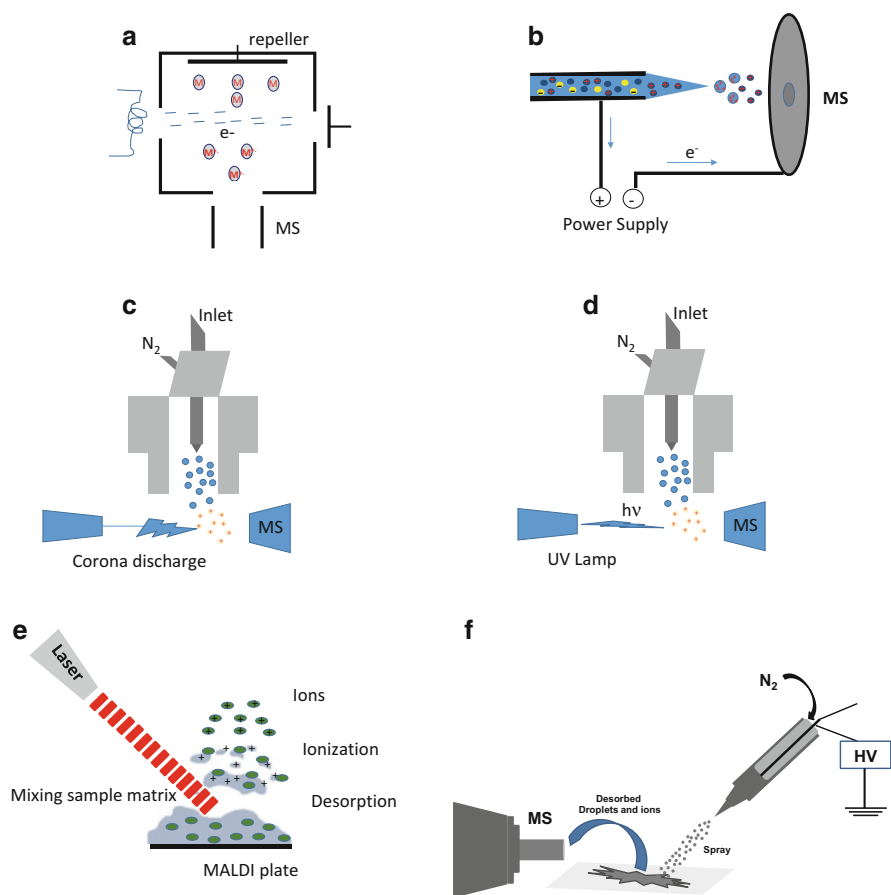 a
repeller
M
M
M
M
e-
M
M
M
MS
b
MS
e-
+
-
Power Supply
c
Inlet
N2
MS
Corona discharge
d
Inlet
N2
hν
MS
UV Lamp
e
Laser
Ions
Ionization
Mixing sample matrix
Desorption
MALDI plate
f
N2
HV
Desorbed
Droplets and ions
MS
Spray